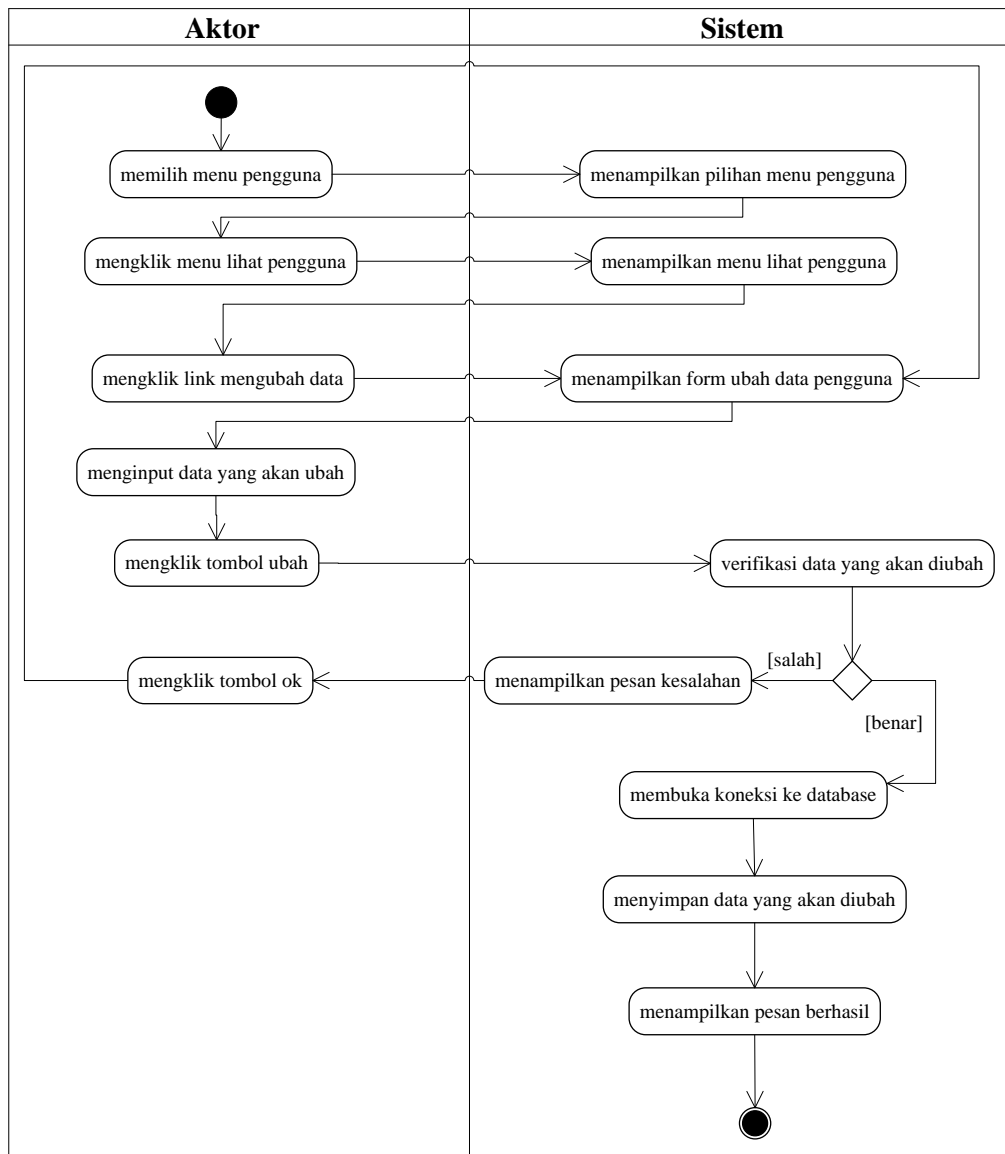 Aktor
Sistem
memilih menu pengguna
menampilkan pilihan menu pengguna
mengklik menu lihat pengguna
menampilkan menu lihat pengguna
mengklik link mengubah data
menampilkan form ubah data pengguna
menginput data yang akan ubah
mengklik tombol ubah
verifikasi data yang akan diubah
[salah]
mengklik tombol ok
menampilkan pesan kesalahan
[benar]
membuka koneksi ke database
menyimpan data yang akan diubah
menampilkan pesan berhasil